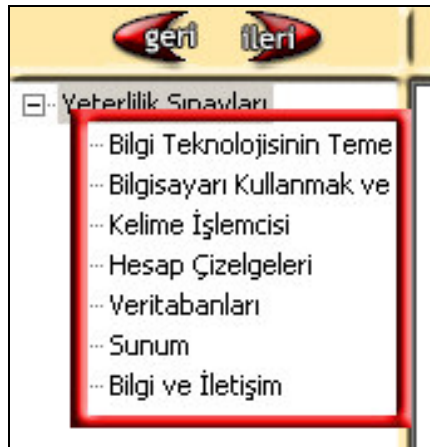 geri ileri
Yeterlilik Sınavları
Bilgi Teknolojisinin Teme
Bilgisayarı Kullanmak ve
Kelime İşlemcisi
Hesap Çizelgeleri
Veritabanları
Sunum
Bilgi ve İletişim